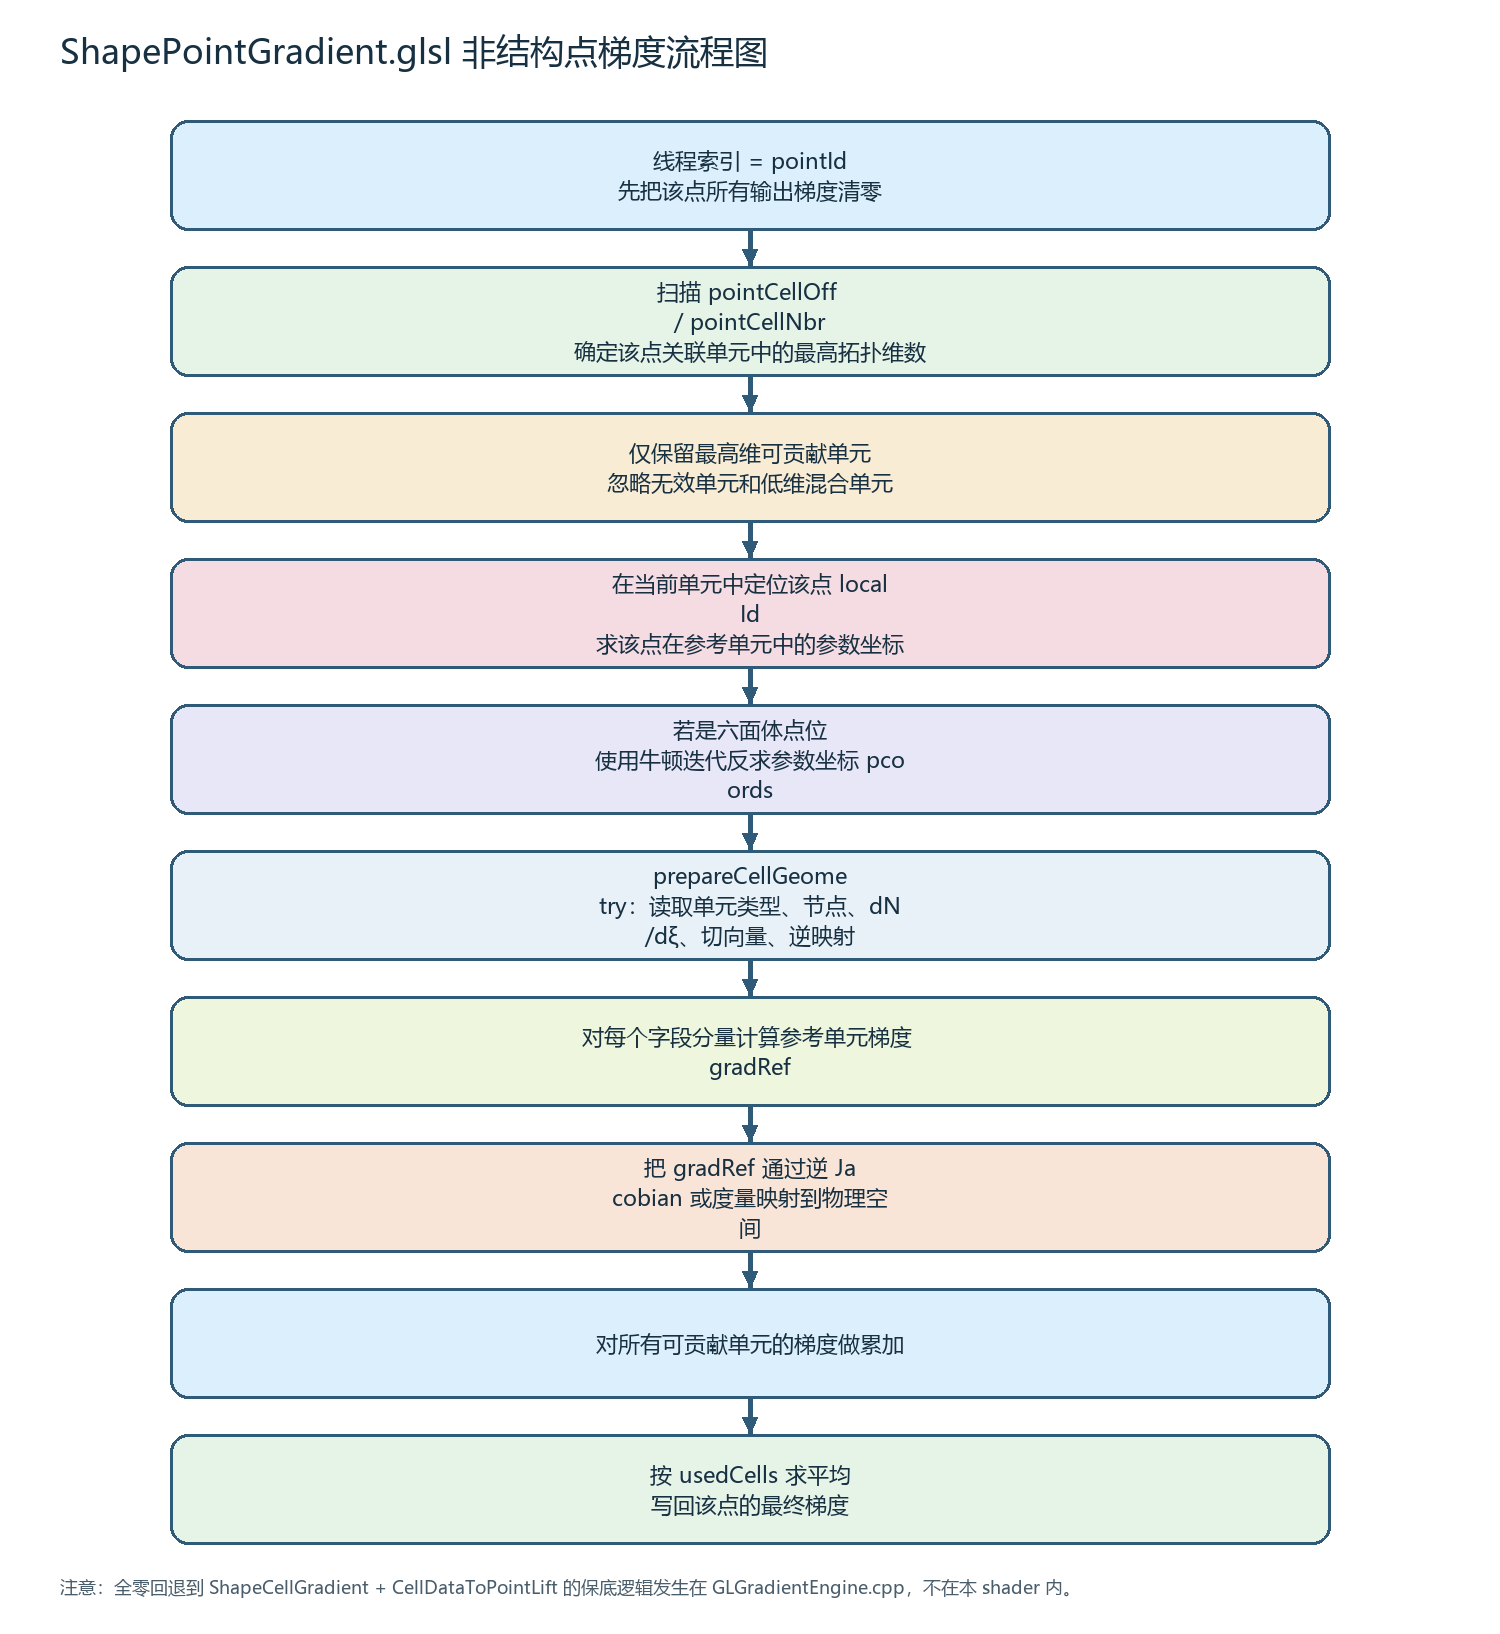 ShapePointGradient.glsl 非结构点梯度流程图
线程索引 = pointId
先把该点所有输出梯度清零
扫描 pointCellOff
/ pointCellNbr
确定该点关联单元中的最高拓扑维数
仅保留最高维可贡献单元
忽略无效单元和低维混合单元
在当前单元中定位该点 local
Id
求该点在参考单元中的参数坐标
若是六面体点位
使用牛顿迭代反求参数坐标 pco
ords
prepareCellGeome
try：读取单元类型、节点、dN
/dξ、切向量、逆映射
对每个字段分量计算参考单元梯度
gradRef
把 gradRef 通过逆 Ja
cobian 或度量映射到物理空
间
对所有可贡献单元的梯度做累加
按 usedCells 求平均
写回该点的最终梯度
注意：全零回退到 ShapeCellGradient + CellDataToPointLift 的保底逻辑发生在 GLGradientEngine.cpp，不在本 shader 内。